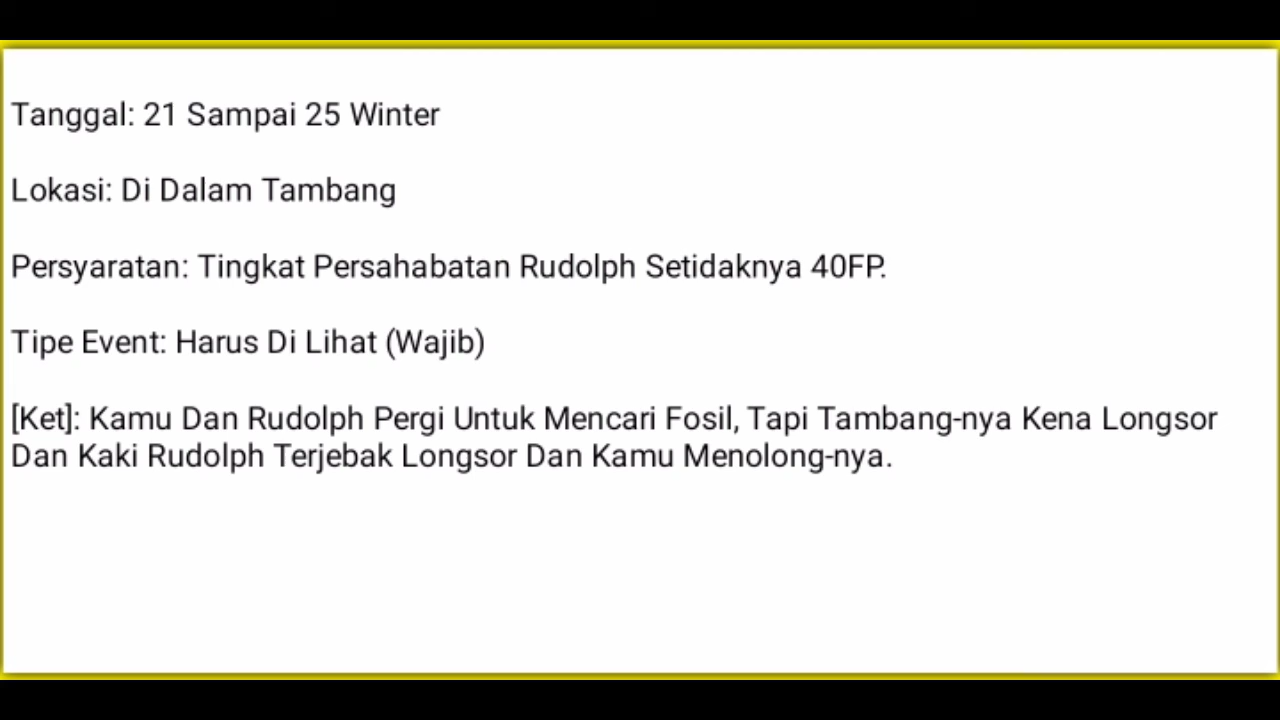 Tanggal: 21 Sampai 25 Winter
Lokasi: Di Dalam Tambang
Persyaratan: Tingkat Persahabatan Rudolph Setidaknya 40FP.
Tipe Event: Harus Di Lihat (Wajib)
[Ket]: Kamu Dan Rudolph Pergi Untuk Mencari Fosil, Tapi Tambang-nya Kena Longsor
Dan Kaki Rudolph Terjebak Longsor Dan Kamu Menolong-nya.